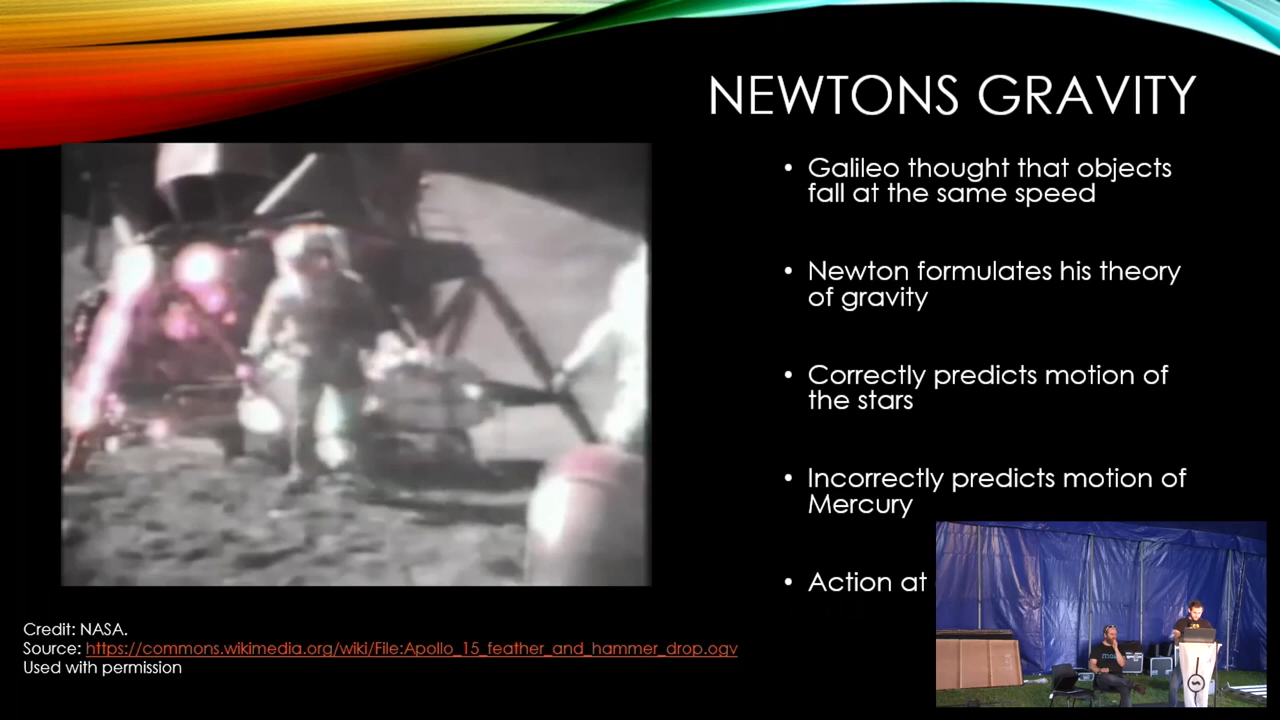 NEWTONS GRAVITY
• Galileo thought that objects
fall at the same speed
• Newton formulates his theory
of gravity
• Correctly predicts motion of
the stars
• Incorrectly predicts motion of
Mercury
• Action at
Credit: NASA.
Source: https://commons.wikimedia.org/wiki/File:Apollo_15_feather_and_hammer_drop.ogv
Used with permission